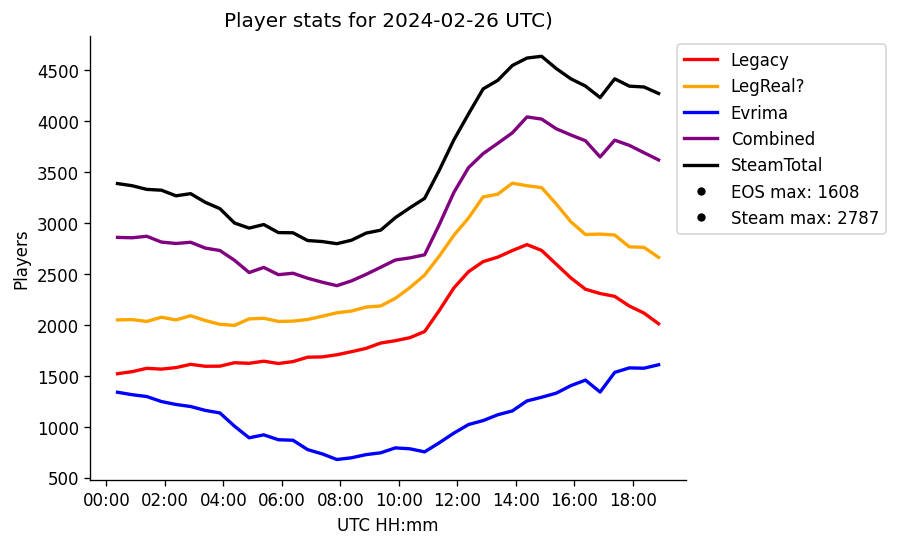 Player stats for 2024-02-26 UTC)
Players
4500
4000
3500
3000
2500
2000
1500
1000
500
00:00 02:00 04:00 06:00 08:00 10:00 12:00 14:00 16:00 18:00
UTC HH:mm
Legacy
LegReal?
Evrima
Combined
SteamTotal
EOS max: 1608
Steam max: 2787